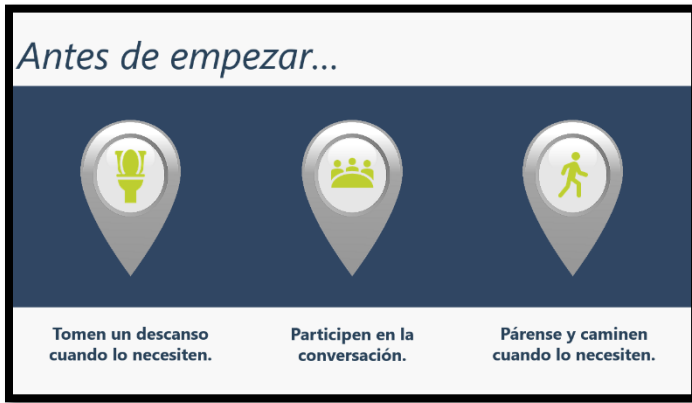 Antes de empezar...
Tomen un descanso
cuando lo necesiten.
Participen en la
conversación.
Párense y caminen
cuando lo necesiten.